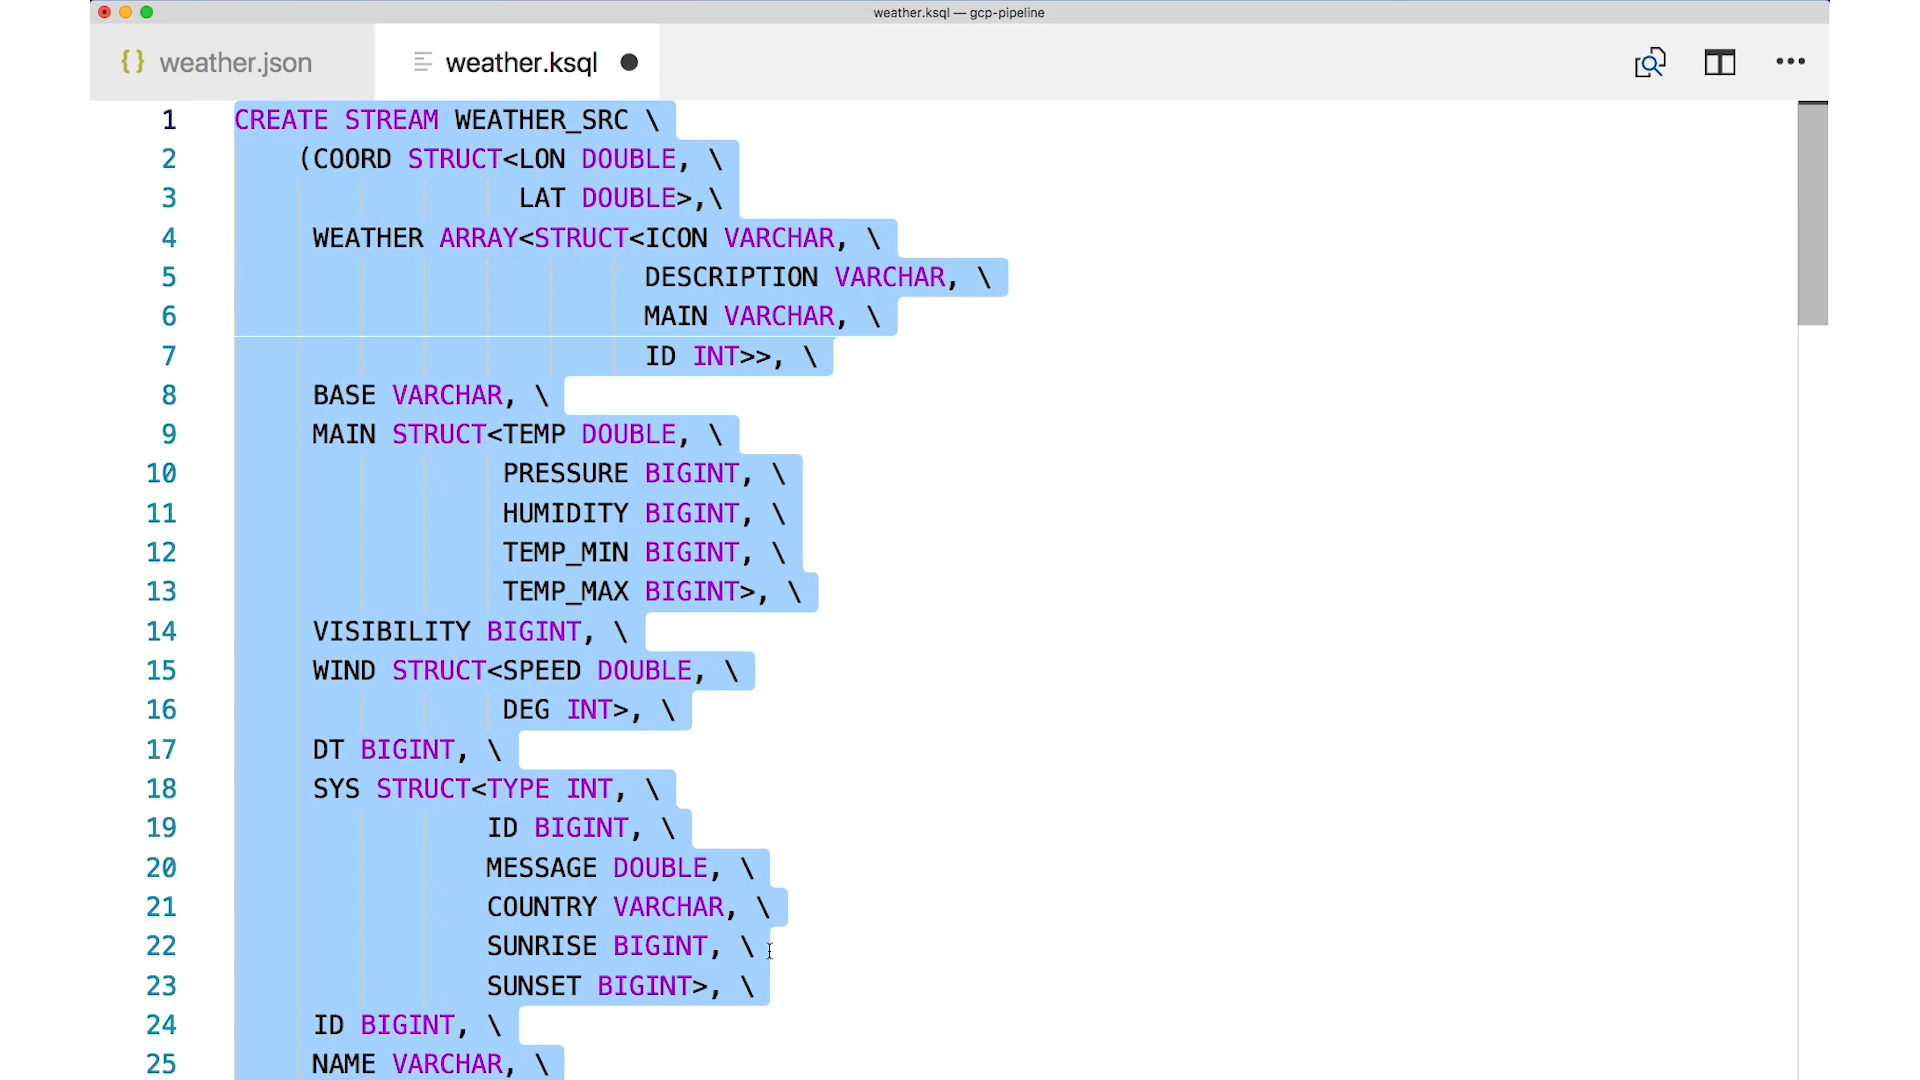 weather.ksql — gcp-pipeline
{} weather.json
weather.ksql
1 CREATE STREAM WEATHER_SRC \
2 (COORD STRUCT<LON DOUBLE, \
3 LAT DOUBLE>,\
4 WEATHER ARRAY<STRUCT<ICON VARCHAR, \
5 DESCRIPTION VARCHAR, \
6 MAIN VARCHAR, \
7 ID INT>>, \
8 BASE VARCHAR, \
9 MAIN STRUCT<TEMP DOUBLE, \
10 PRESSURE BIGINT, \
11 HUMIDITY BIGINT, \
12 TEMP_MIN BIGINT, \
13 TEMP_MAX BIGINT>, \
14 VISIBILITY BIGINT, \
15 WIND STRUCT<SPEED DOUBLE, \
16 DEG INT>, \
17 DT BIGINT, \
18 SYS STRUCT<TYPE INT, \
19 ID BIGINT, \
20 MESSAGE DOUBLE, \
21 COUNTRY VARCHAR, \
22 SUNRISE BIGINT, \
23 SUNSET BIGINT>, \
24 ID BIGINT, \
25 NAME VARCHAR, \